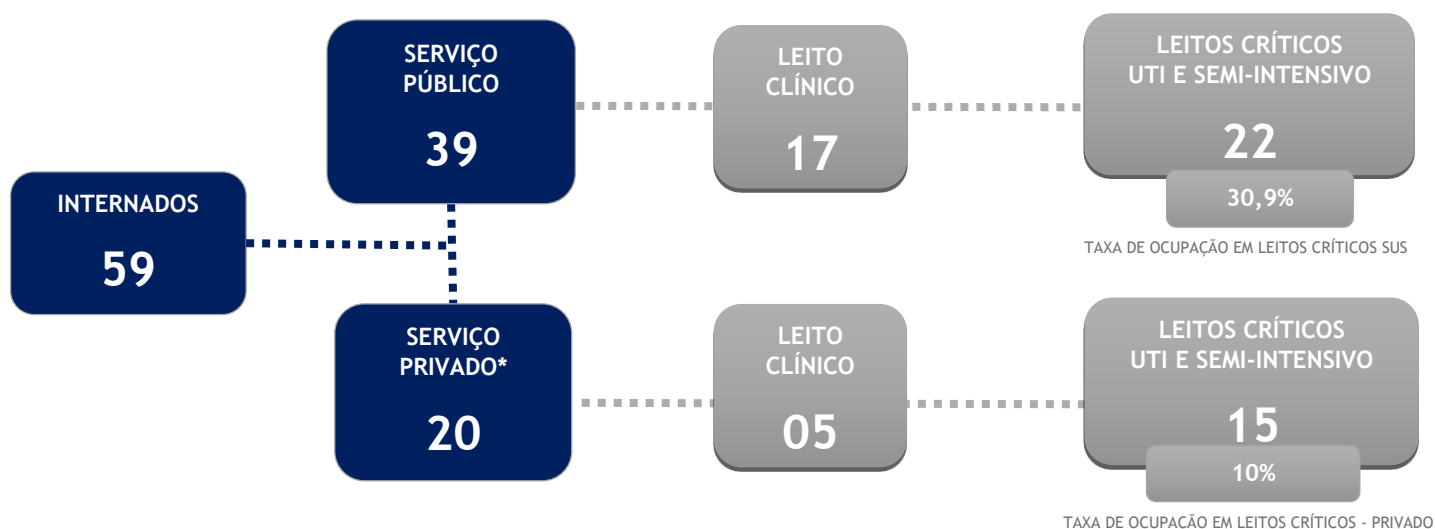 INTERNADOS
59
SERVIÇO
PÚBLICO
39
LEITO
CLÍNICO
17
LEITOS CRÍTICOS
UTI E SEMI-INTENSIVO
22
30,9%
TAXA DE OCUPAÇÃO EM LEITOS CRÍTICOS SUS
SERVIÇO
PRIVADO*
20
LEITO
CLÍNICO
05
LEITOS CRÍTICOS
UTI E SEMI-INTENSIVO
15
10%
TAXA DE OCUPAÇÃO EM LEITOS CRÍTICOS - PRIVADO